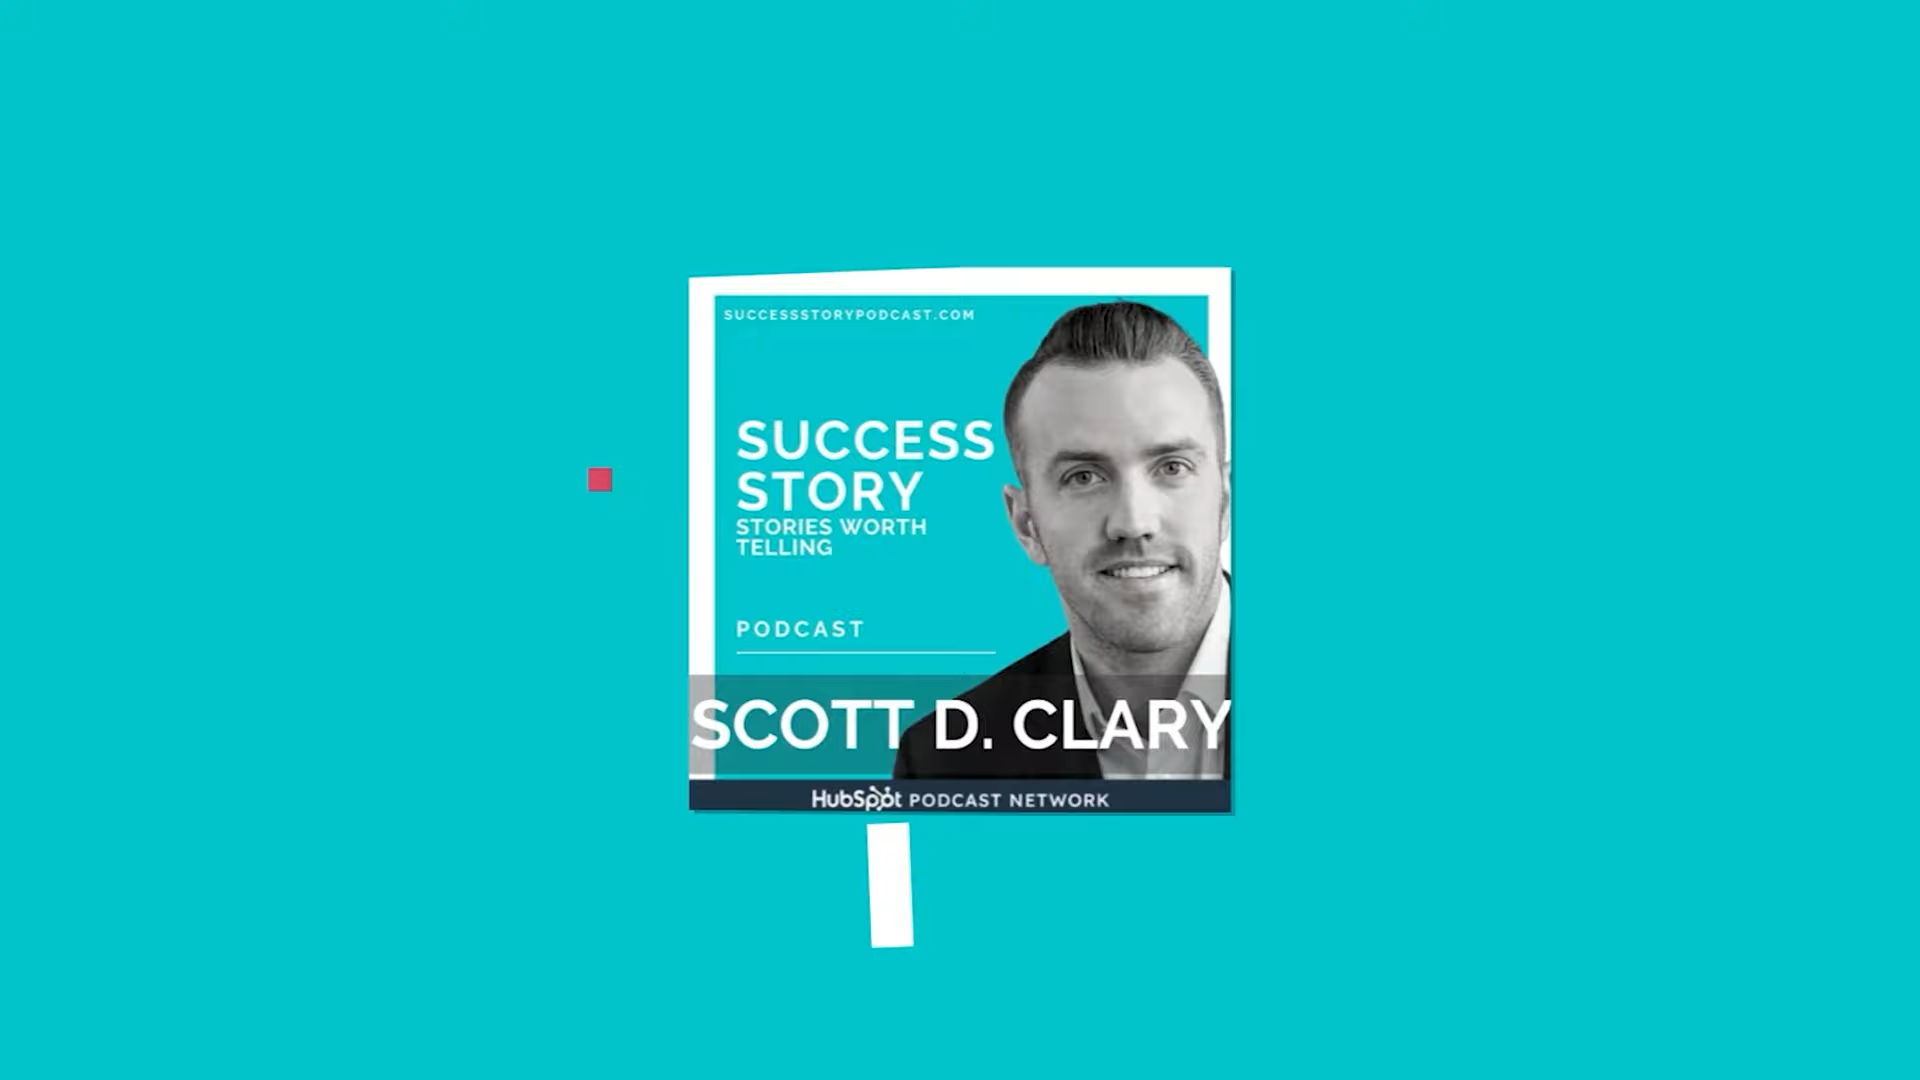 SUCCESSSTORYPODCAST.COM
SUCCESS
STORY
STORIES WORTH
TELLING
PODCAST
SCOTT D. CLARY
HubSpot PODCAST NETWORK